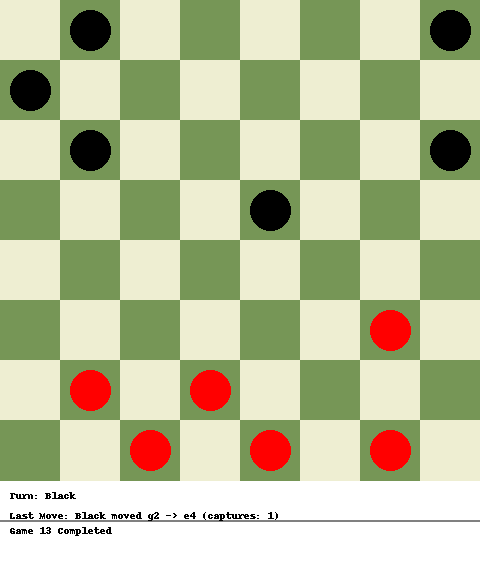 Turn: Black
Last Move: Black moved g2 -> e4 (captures: 1)
Game 13 Completed